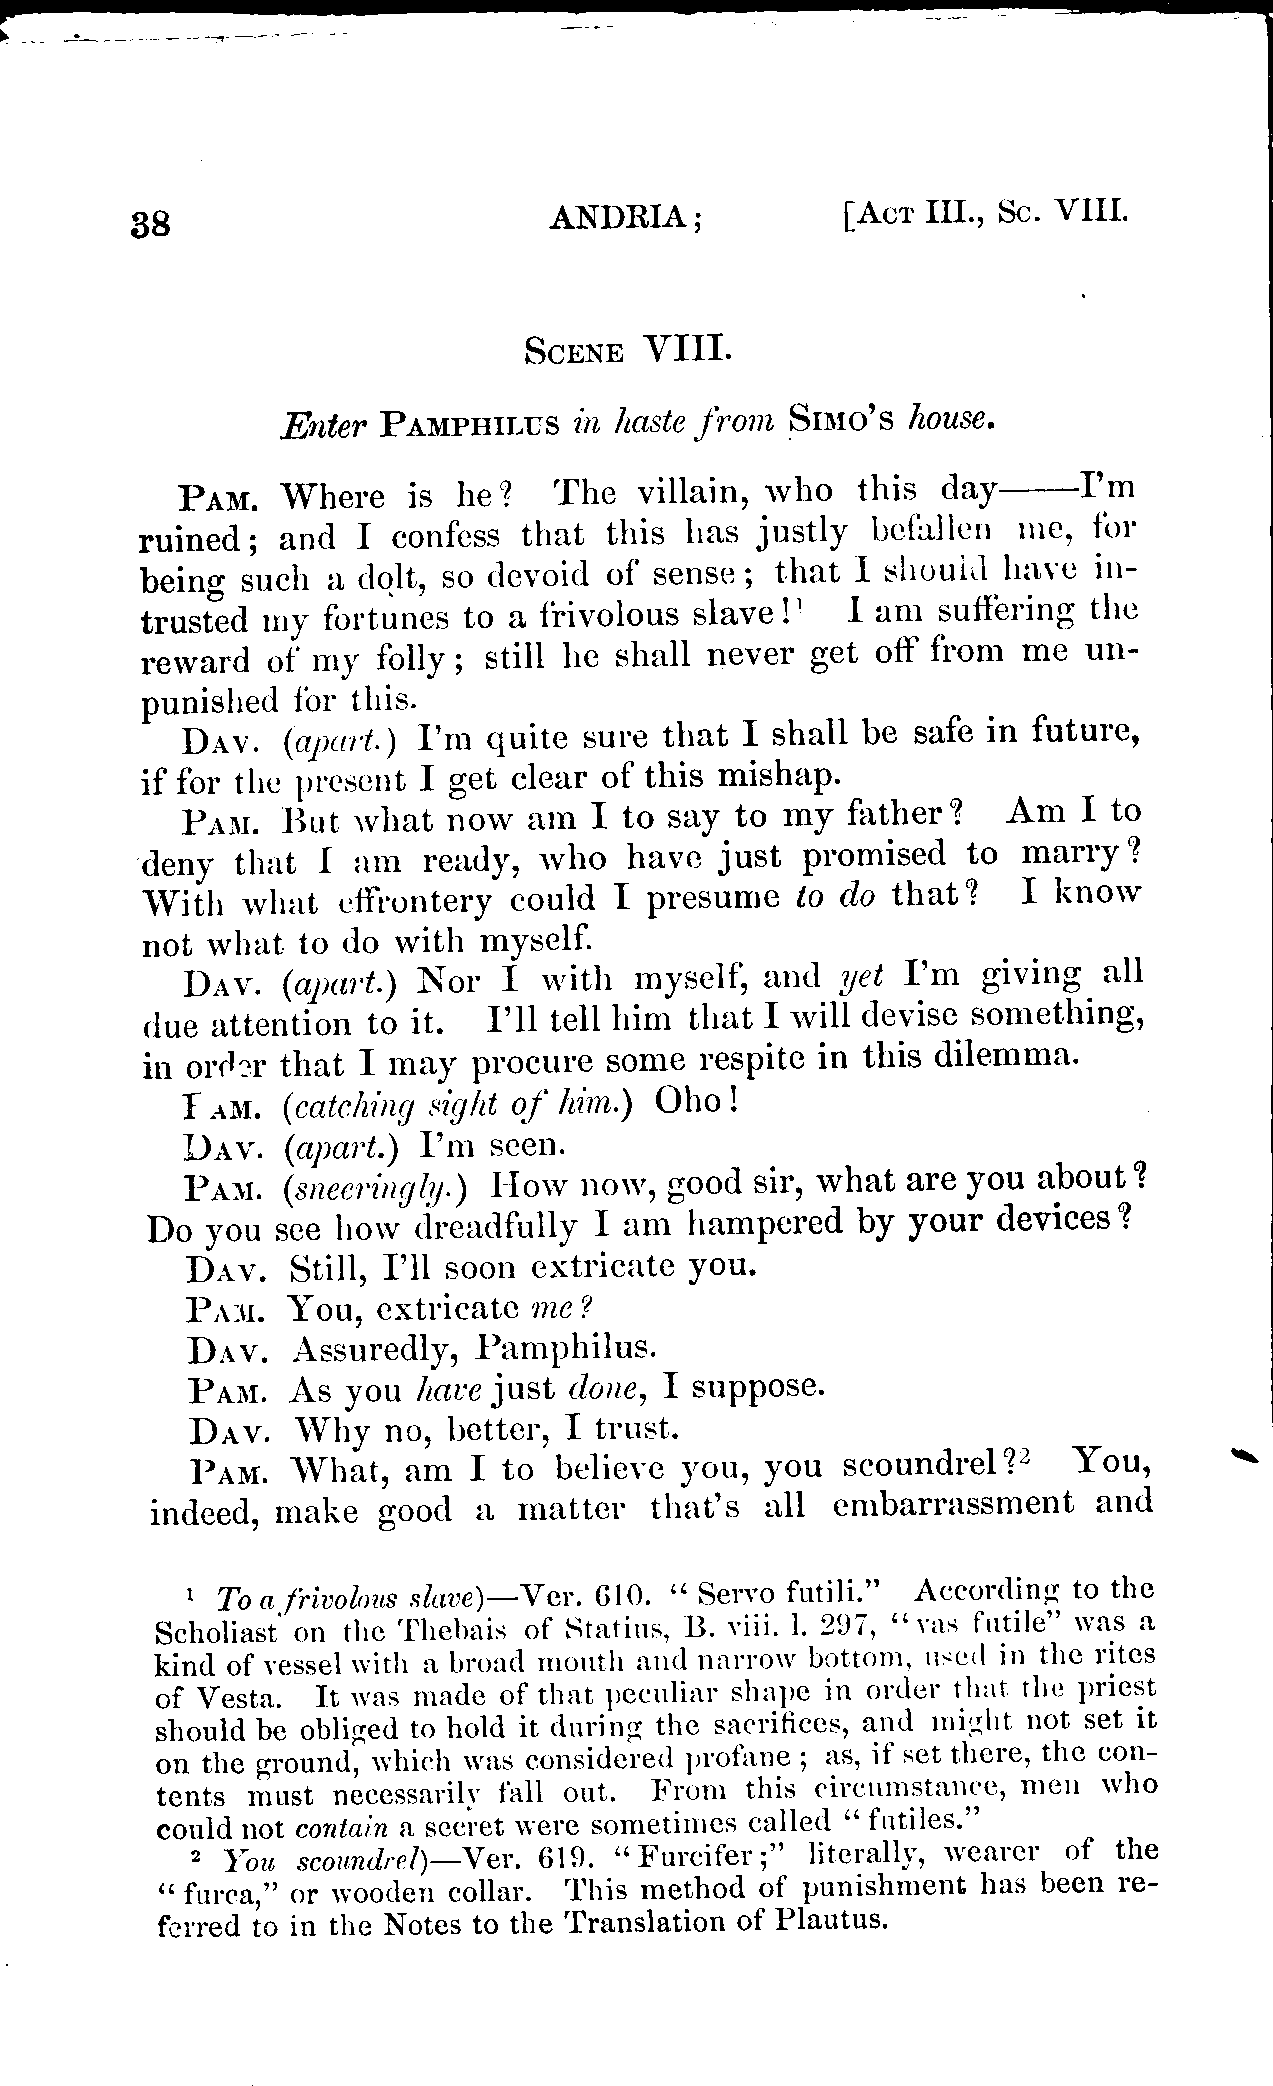 38 ANDRIA; [ACT III., SC. VIII.
SCENE VIII.
Enter PAMPHILUS in haste from SIMO'S house.
PAM. Where is he? The villain, who this day——I'm
ruined; and I confess that this has justly befallen me, for
being such a dolt, so devoid of sense; that I should have in-
trusted my fortunes to a frivolous slave!¹ I am suffering the
reward of my folly; still he shall never get off from me un-
punished for this.
DAV. (apart.) I'm quite sure that I shall be safe in future,
if for the present I get clear of this mishap.
PAM. But what now am I to say to my father? Am I to
deny that I am ready, who have just promised to marry?
With what effrontery could I presume to do that? I know
not what to do with myself.
DAV. (apart.) Nor I with myself, and yet I'm giving all
due attention to it. I'll tell him that I will devise something,
in order that I may procure some respite in this dilemma.
PAM. (catching sight of him.) Oho!
DAV. (apart.) I'm seen.
PAM. (sneeringly.) How now, good sir, what are you about?
Do you see how dreadfully I am hampered by your devices?
DAV. Still, I'll soon extricate you.
PAM. You, extricate me?
DAV. Assuredly, Pamphilus.
PAM. As you have just done, I suppose.
DAV. Why no, better, I trust.
PAM. What, am I to believe you, you scoundrel?² You,
indeed, make good a matter that's all embarrassment and
¹ To a frivolous slave)—Ver. 610. "Servo futili." According to the
Scholiast on the Thebais of Statius, B. viii. l. 297, "vas futile" was a
kind of vessel with a broad mouth and narrow bottom, used in the rites
of Vesta. It was made of that peculiar shape in order that the priest
should be obliged to hold it during the sacrifices, and might not set it
on the ground, which was considered profane; as, if set there, the con-
tents must necessarily fall out. From this circumstance, men who
could not contain a secret were sometimes called "futiles."
² You scoundrel)—Ver. 619. "Furcifer;" literally, wearer of the
"furca," or wooden collar. This method of punishment has been re-
ferred to in the Notes to the Translation of Plautus.